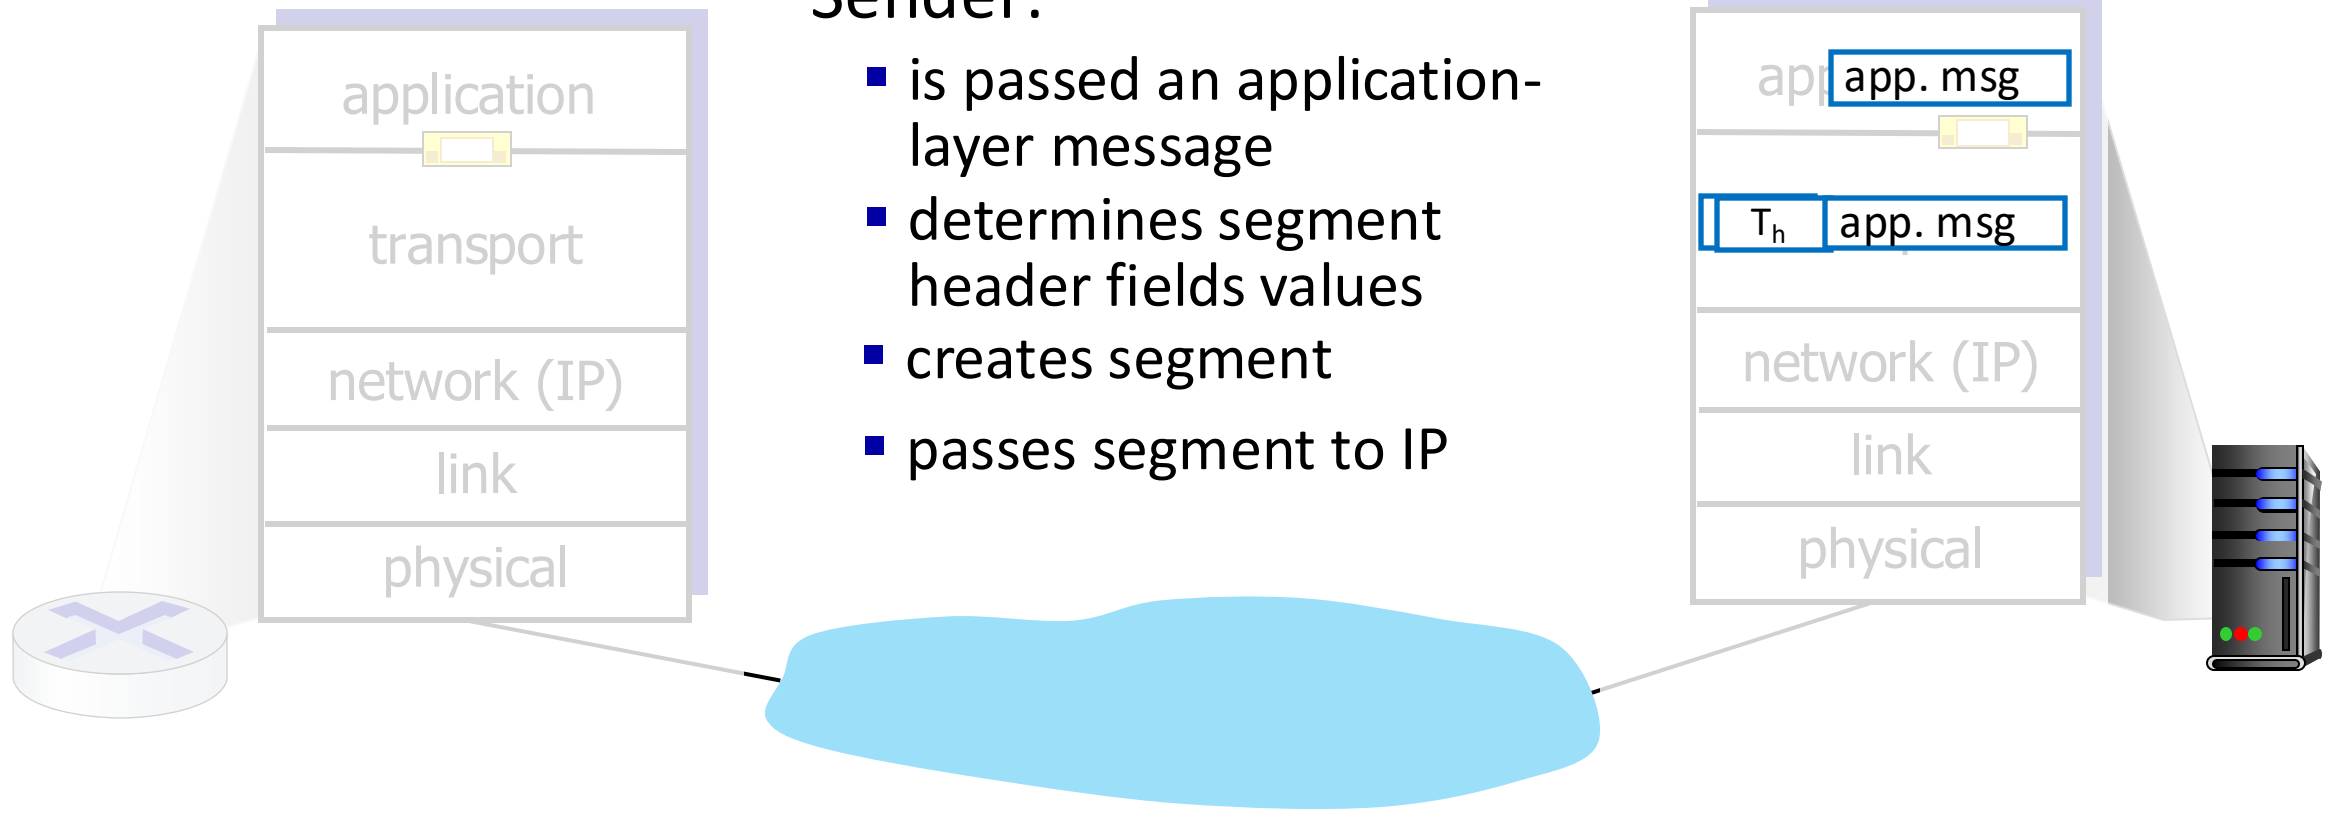 application
transport
network (IP)
link
physical
Sender:
is passed an application-
layer message
determines segment
header fields values
creates segment
passes segment to IP
app. msg
Th app. msg
network (IP)
link
physical